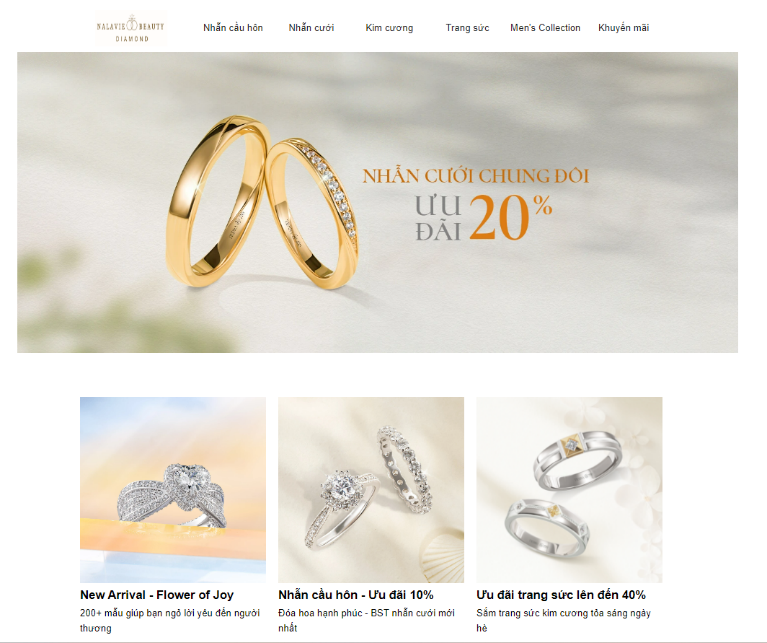 NALAVIE BEAUTY
DIAMOND
Nhẫn cầu hôn
Nhẫn cưới
Kim cương
Trang sức
Men's Collection
Khuyến mãi
NHẪN CƯỚI CHUNG ĐÔI
ƯU ĐÃI 20%
New Arrival - Flower of Joy
200+ mẫu giúp bạn ngỏ lời yêu đến người
thương
Nhẫn cầu hôn - Ưu đãi 10%
Đóa hoa hạnh phúc - BST nhẫn cưới mới
nhất
Ưu đãi trang sức lên đến 40%
Sắm trang sức kim cương tỏa sáng ngày
hè